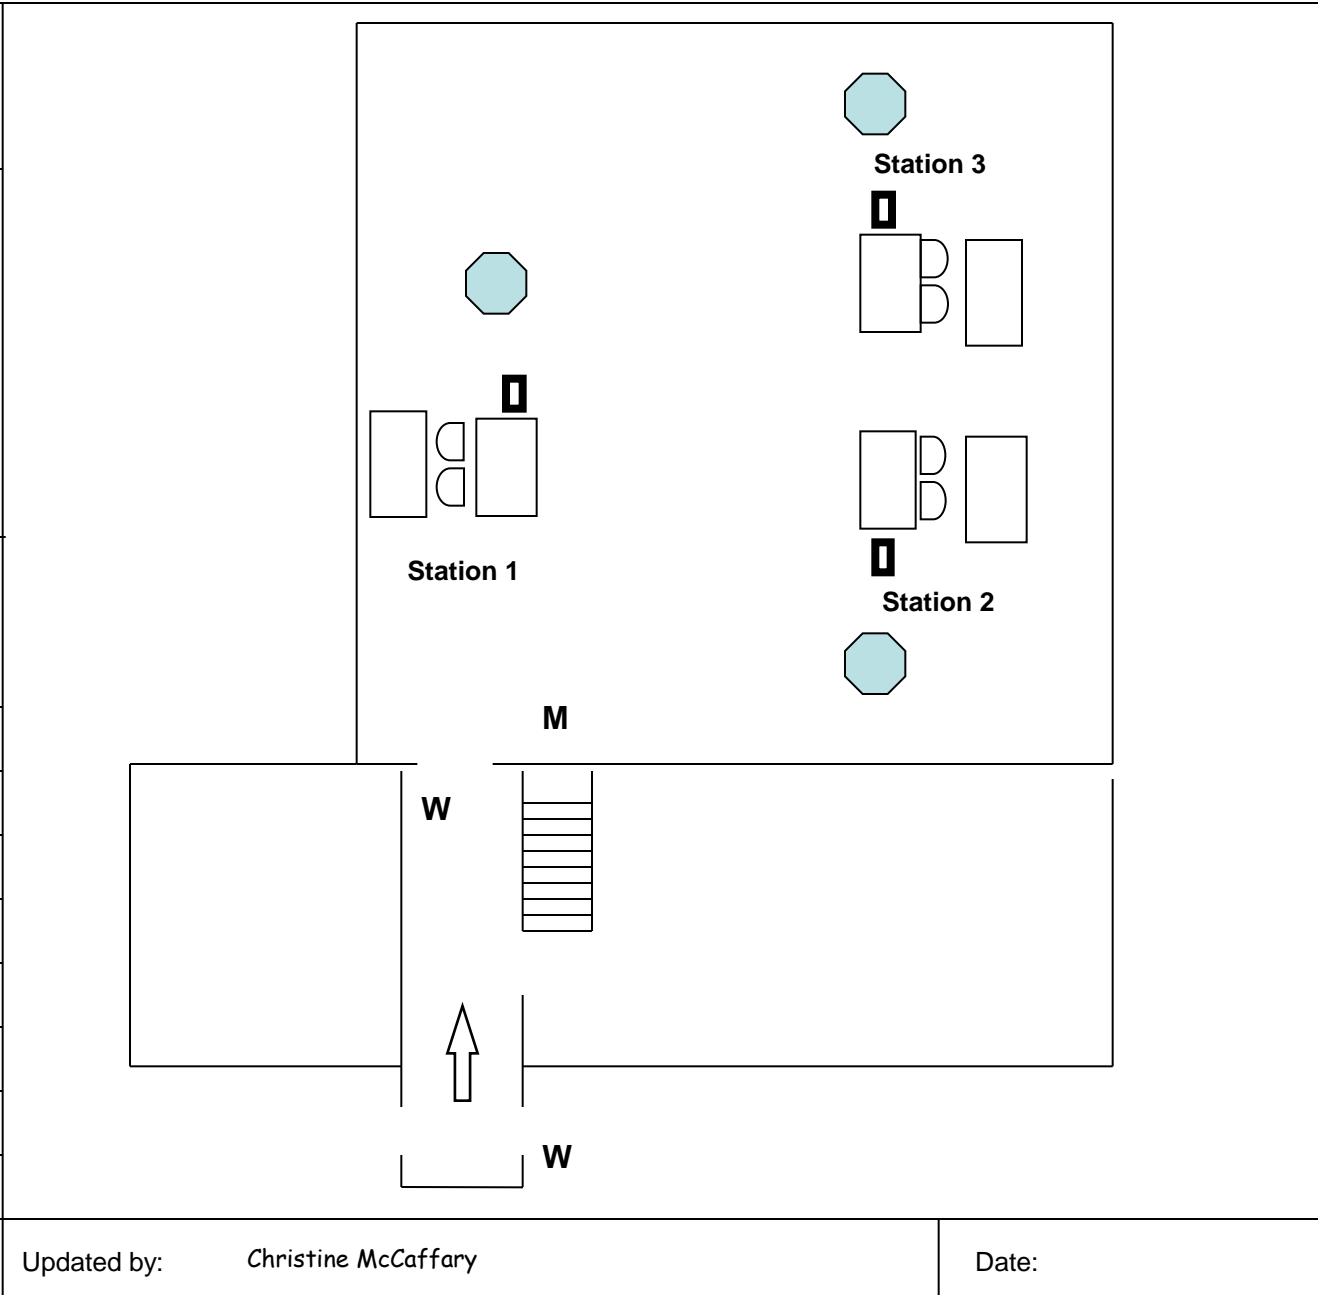 Station 3
Station 1
Station 2
M
W
W
Updated by: Christine McCaffary
Date: